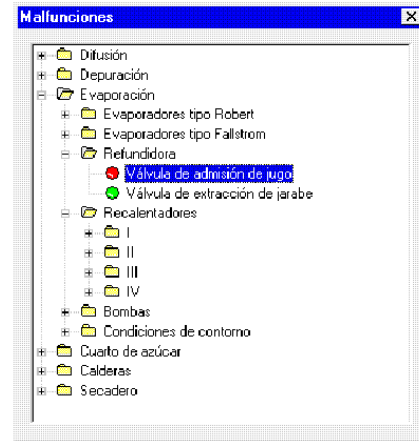 Malfunciones
Difusión
Depuración
Evaporación
Evaporadores tipo Robert
Evaporadores tipo Fallstrom
Refundidora
Válvula de admisión de jugo
Válvula de extracción de jarabe
Recalentadores
I
II
III
IV
Bombas
Condiciones de contorno
Cuarto de azúcar
Calderas
Secadero